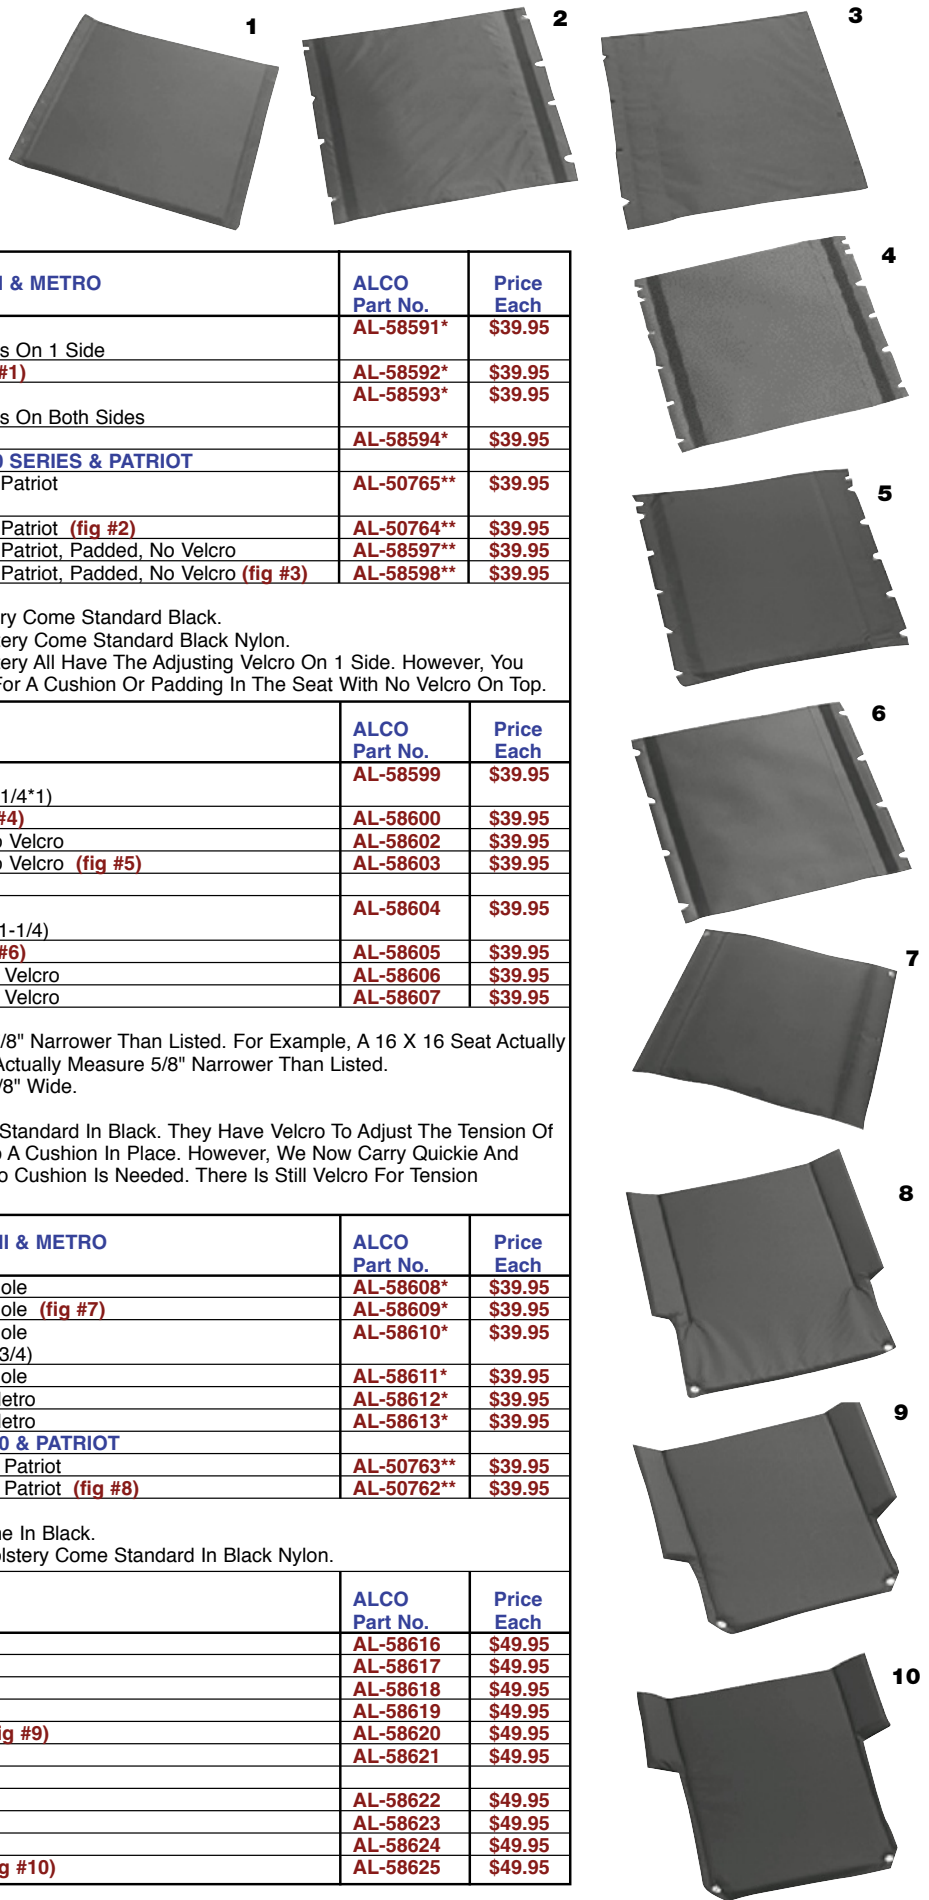 1
2
3
4
5
6
7
8
9
10
& METRO ALCO Price
Part No. Each
AL-58591* $39.95
s On 1 Side
#1) AL-58592* $39.95
AL-58593* $39.95
s On Both Sides
AL-58594* $39.95
0 SERIES & PATRIOT
Patriot AL-50765** $39.95
Patriot (fig #2) AL-50764** $39.95
Patriot, Padded, No Velcro AL-58597** $39.95
Patriot, Padded, No Velcro (fig #3) AL-58598** $39.95
ry Come Standard Black.
tery Come Standard Black Nylon.
tery All Have The Adjusting Velcro On 1 Side. However, You
For A Cushion Or Padding In The Seat With No Velcro On Top.
ALCO Price
Part No. Each
AL-58599 $39.95
1/4*1)
#4) AL-58600 $39.95
o Velcro AL-58602 $39.95
o Velcro (fig #5) AL-58603 $39.95
AL-58604 $39.95
1-1/4)
#6) AL-58605 $39.95
Velcro AL-58606 $39.95
Velcro AL-58607 $39.95
/8" Narrower Than Listed. For Example, A 16 X 16 Seat Actually
Actually Measure 5/8" Narrower Than Listed.
/8" Wide.
Standard In Black. They Have Velcro To Adjust The Tension Of
o A Cushion In Place. However, We Now Carry Quickie And
o Cushion Is Needed. There Is Still Velcro For Tension
II & METRO ALCO Price
Part No. Each
ole AL-58608* $39.95
ole (fig #7) AL-58609* $39.95
ole AL-58610* $39.95
3/4)
ole AL-58611* $39.95
etro AL-58612* $39.95
etro AL-58613* $39.95
0 & PATRIOT
Patriot AL-50763** $39.95
Patriot (fig #8) AL-50762** $39.95
ne In Black.
olstery Come Standard In Black Nylon.
ALCO Price
Part No. Each
AL-58616 $49.95
AL-58617 $49.95
AL-58618 $49.95
AL-58619 $49.95
ig #9) AL-58620 $49.95
AL-58621 $49.95
AL-58622 $49.95
AL-58623 $49.95
AL-58624 $49.95
g #10) AL-58625 $49.95